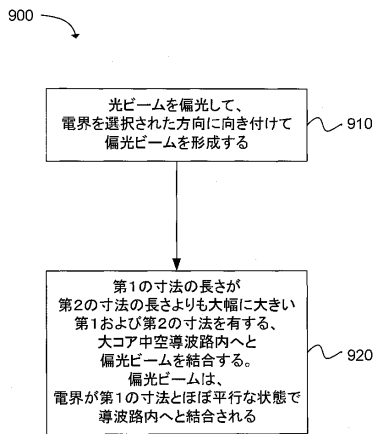 900
光ビームを偏光して、
電界を選択された方向に向き付けて
偏光ビームを形成する
910
第1の寸法の長さが
第2の寸法の長さよりも大幅に大きい
第1および第2の寸法を有する、
大コア中空導波路内へと
偏光ビームを結合する。
偏光ビームは、
電界が第1の寸法とほぼ平行な状態で
導波路内へと結合される
920